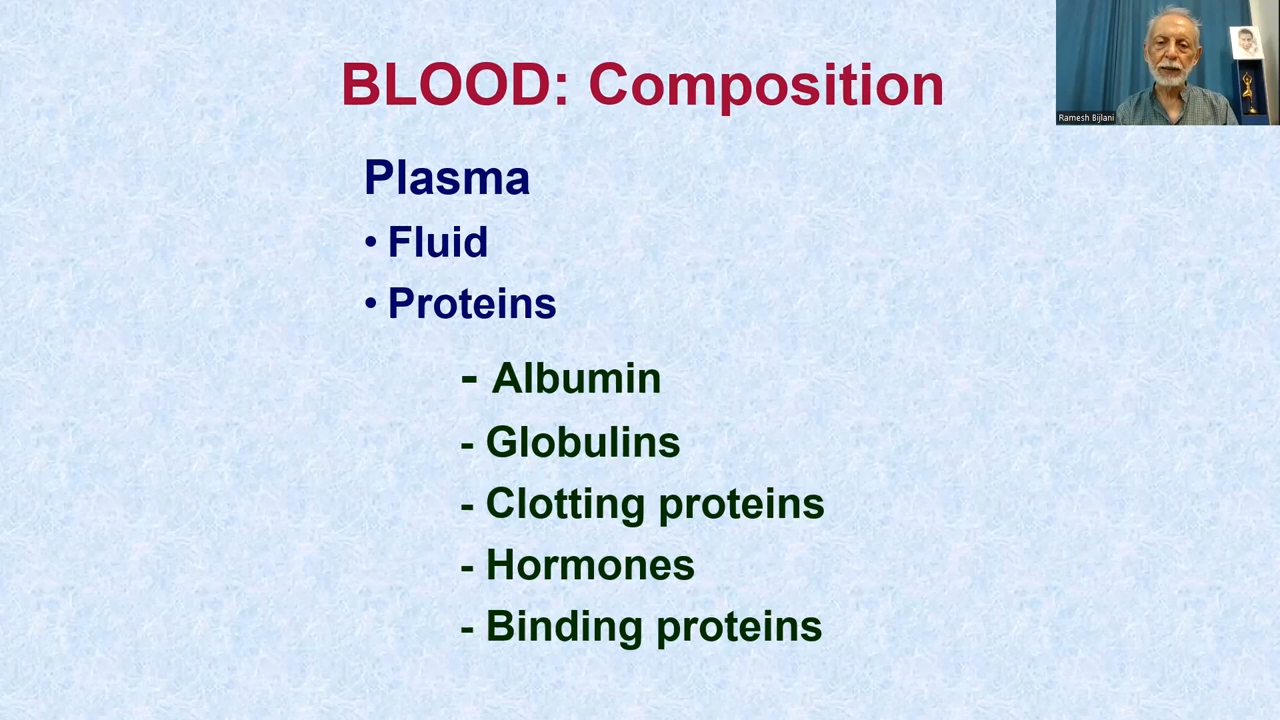 BLOOD: Composition
Ramesh Bijlani
Plasma
• Fluid
• Proteins
- Albumin
- Globulins
- Clotting proteins
- Hormones
- Binding proteins